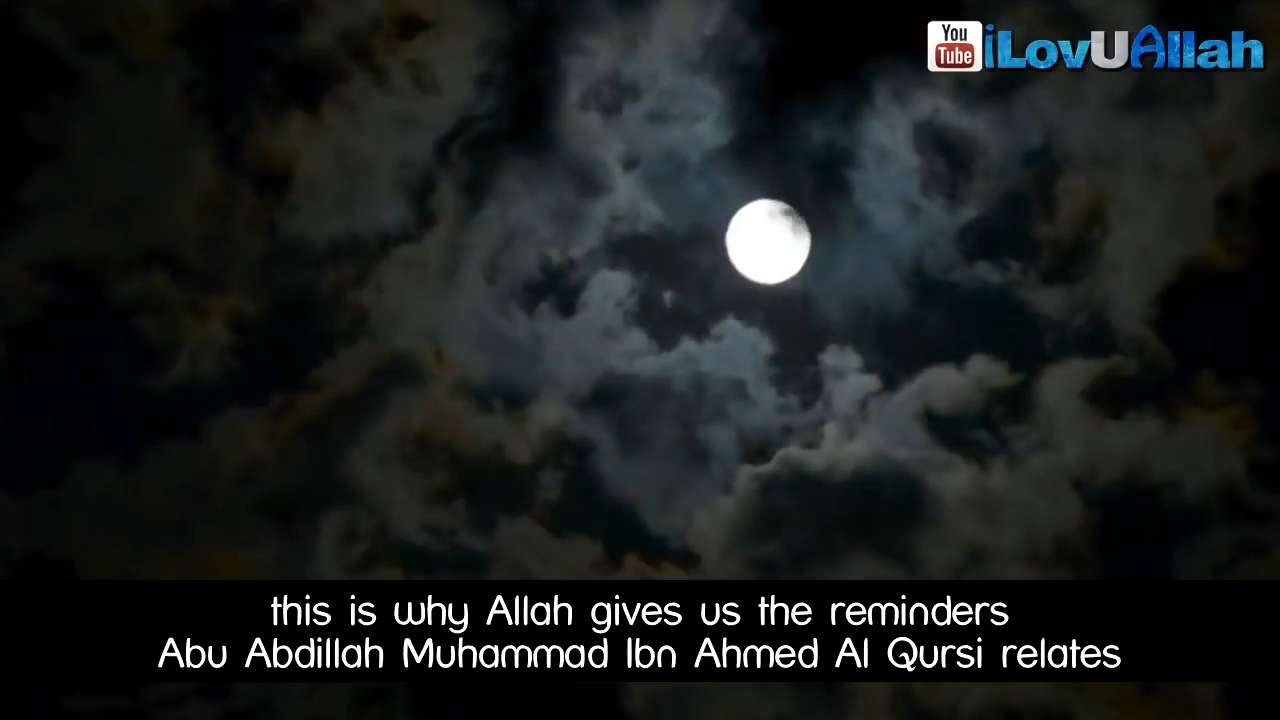 You
Tube
iLovUAllah
this is why Allah gives us the reminders
Abu Abdillah Muhammad Ibn Ahmed Al Qursi relates